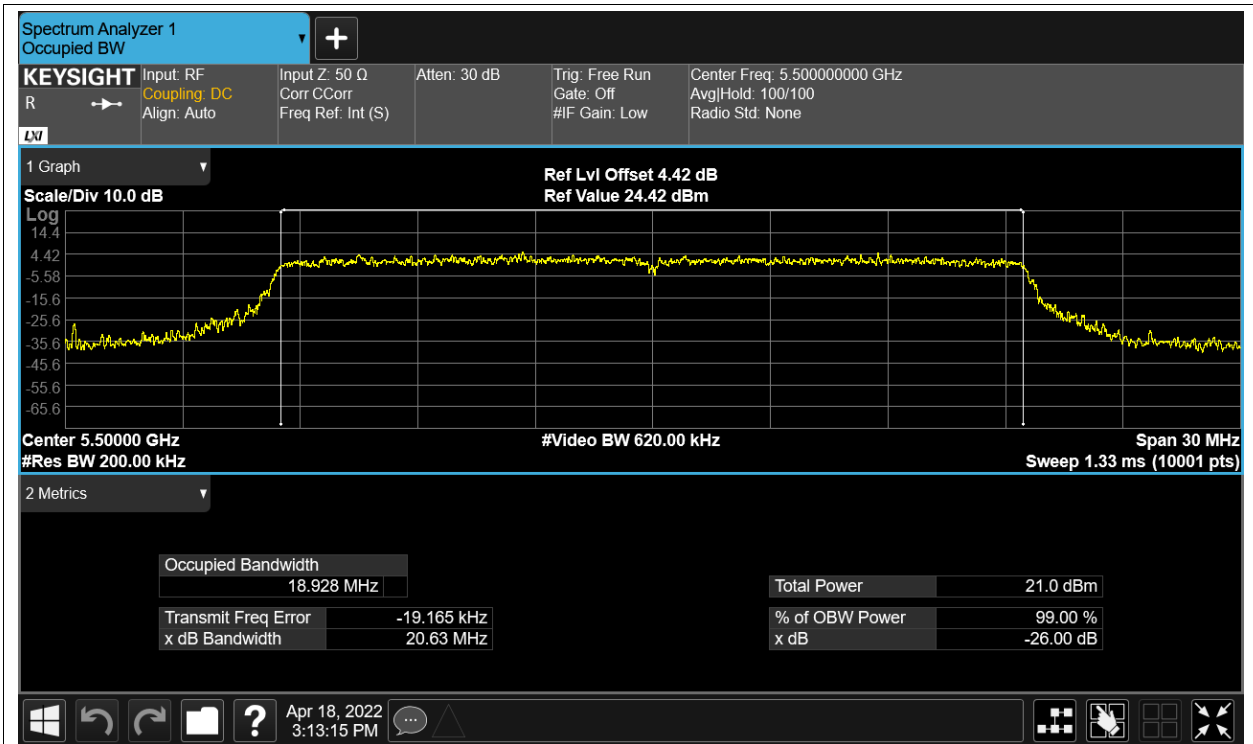 Spectrum Analyzer 1
Occupied BW
+
KEYSIGHT
R
LXI
Input: RF
Coupling: DC
Align: Auto
Input Z: 50 Ω
Corr CCorr
Freq Ref: Int (S)
Atten: 30 dB
Trig: Free Run
Gate: Off
#IF Gain: Low
Center Freq: 5.500000000 GHz
Avg|Hold: 100/100
Radio Std: None
1 Graph
Ref Lvl Offset 4.42 dB
Scale/Div 10.0 dB
Ref Value 24.42 dBm
Log
14.4
4.42
-5.58
-15.6
-25.6
-35.6
-45.6
-55.6
-65.6
Center 5.50000 GHz
#Video BW 620.00 kHz
Span 30 MHz
#Res BW 200.00 kHz
Sweep 1.33 ms (10001 pts)
2 Metrics
Occupied Bandwidth
18.928 MHz
Transmit Freq Error -19.165 kHz
x dB Bandwidth 20.63 MHz
Total Power 21.0 dBm
% of OBW Power 99.00 %
x dB -26.00 dB
?
Apr 18, 2022
3:13:15 PM